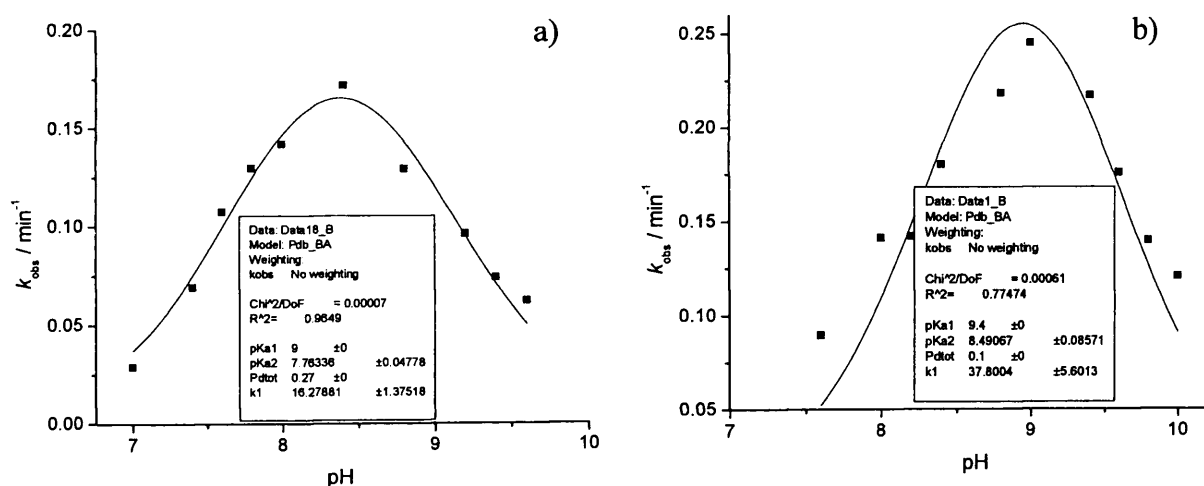 a)
0.20
0.15
0.10
0.05
0.00
k obs / min-1
7
8
9
10
pH
Data: Data18_B
Model: Pdb_BA
Weighting:
kobs No weighting
Chi^2/DoF = 0.00007
R^2= 0.9649
pKa1 9 ±0
pKa2 7.76336 ±0.04778
Pdtot 0.27 ±0
k1 16.27881 ±1.37518
b)
0.25
0.20
0.15
0.10
0.05
k obs / min-1
7
8
9
10
pH
Data: Data1_B
Model: Pdb_BA
Weighting:
kobs No weighting
Chi^2/DoF = 0.00061
R^2= 0.77474
pKa1 9.4 ±0
pKa2 8.49067 ±0.08571
Pdtot 0.1 ±0
k1 37.8004 ±5.6013